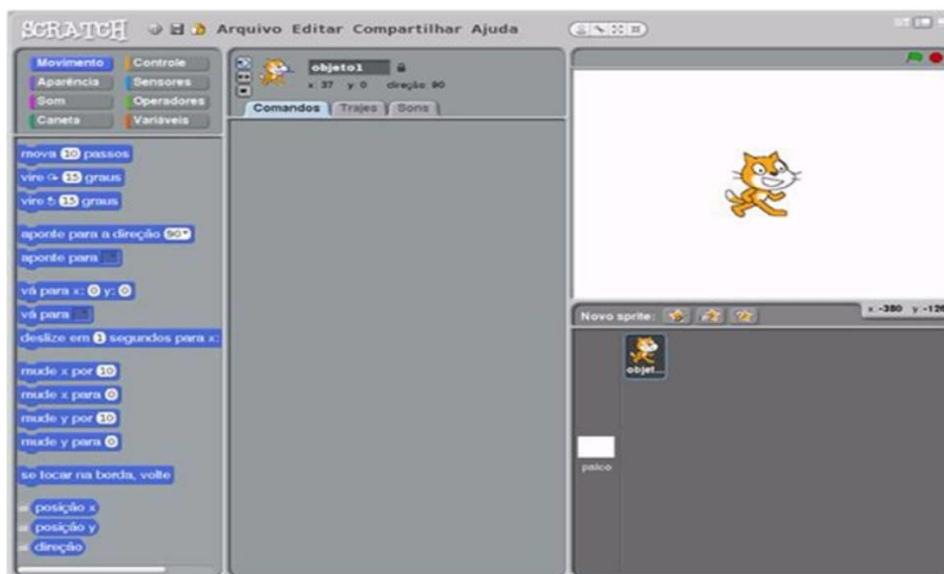 SCRATCH Arquivo Editar Compartilhar Ajuda
Movimento Controle
Aparência Sensores
Som Operadores
Caneta Variáveis
mova 10 passos
vire 15 graus
vire 15 graus
aponte para a direção 90
aponte para
vá para x: 0 y: 0
vá para
deslize em 1 segundos para x:
mude x por 10
mude x para 0
mude y por 10
mude y para 0
se tocar na borda, volte
posição x
posição y
direção
objeto1
x: 37 y: 0 direção: 90
Comandos Trajes Sons
x: -380 y: -126
Novo sprite:
objet...
palco